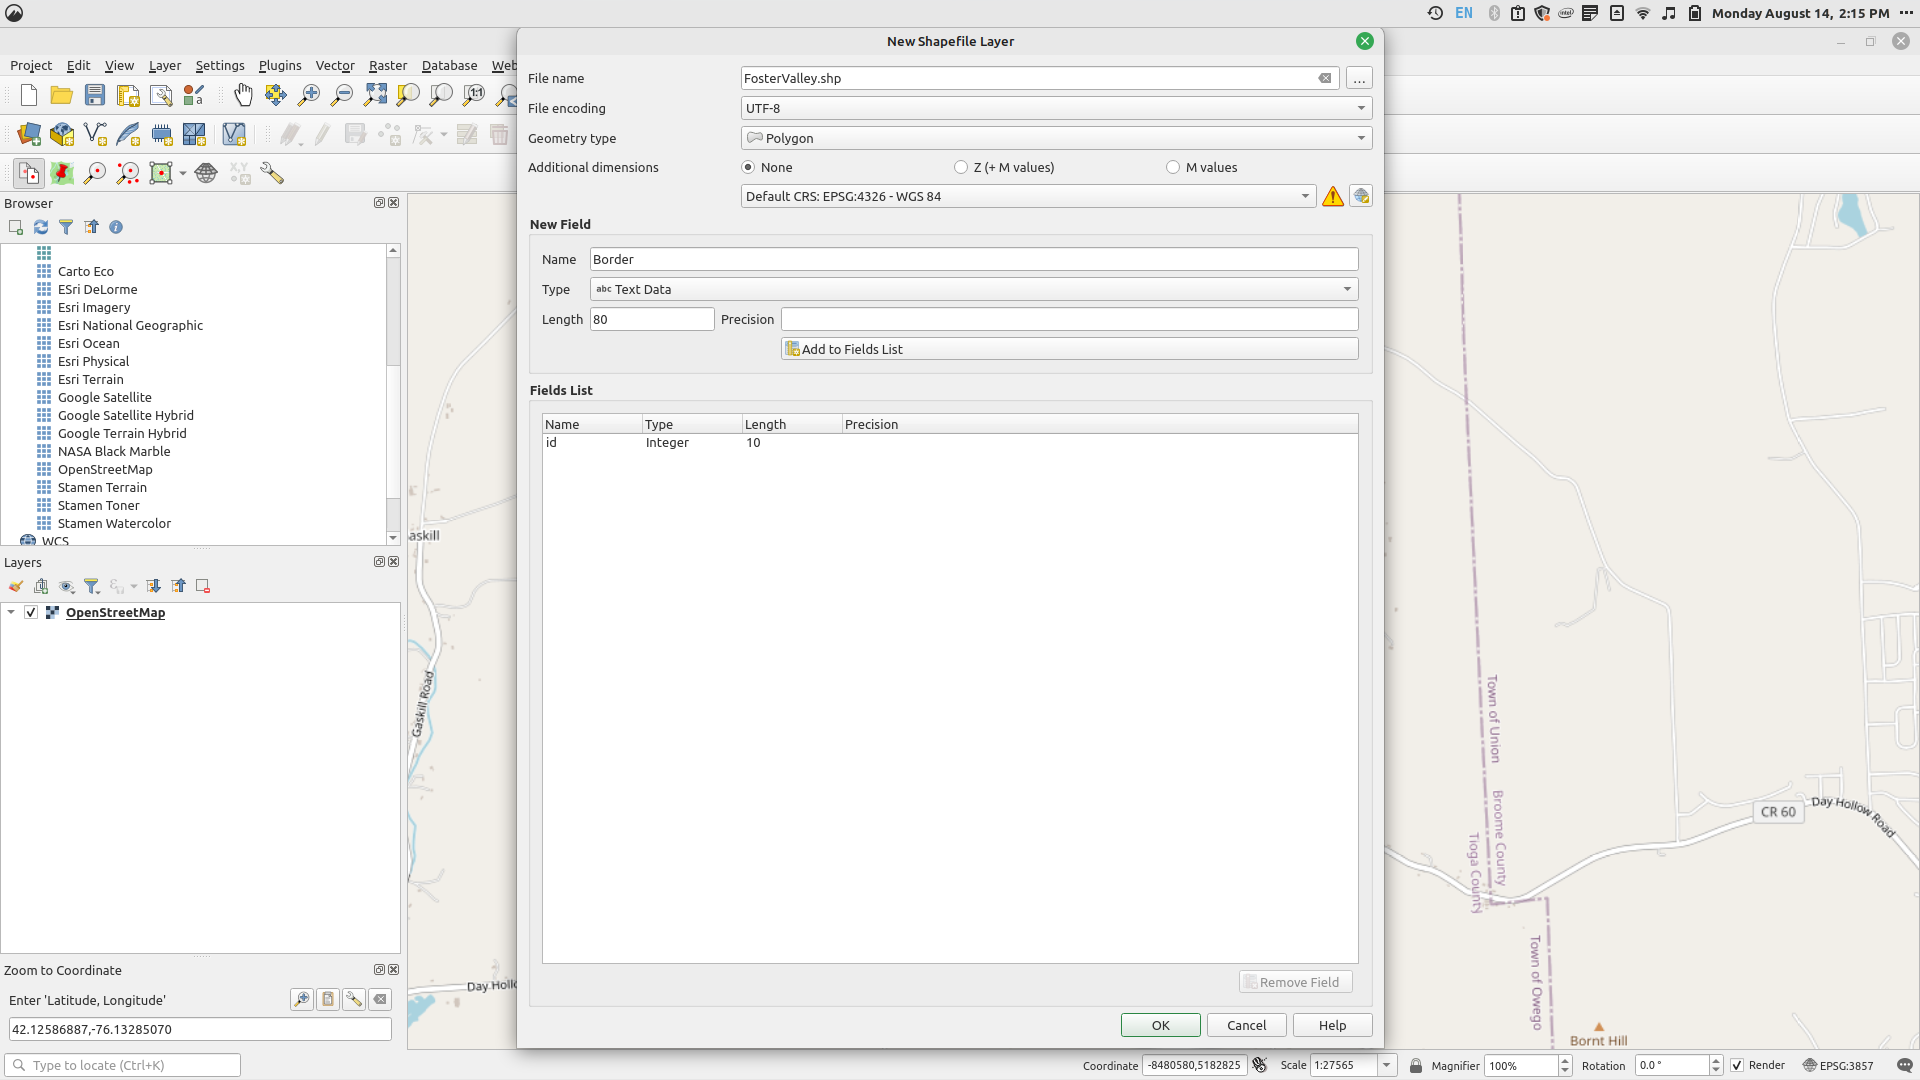 EN
Monday August 14, 2:15 PM
New Shapefile Layer
Project Edit View Layer Settings Plugins Vector Raster Database Web
File name
FosterValley.shp
...
File encoding
UTF-8
Geometry type
Polygon
Additional dimensions
None
Z (+ M values)
M values
Default CRS: EPSG:4326 - WGS 84
New Field
Name
Border
Type
abc Text Data
Length
80
Precision
Add to Fields List
Fields List
Name Type Length Precision
id Integer 10
Remove Field
OK
Cancel
Help
1:1
X,Y
Browser
Carto Eco
ESri DeLorme
Esri Imagery
Esri National Geographic
Esri Ocean
Esri Physical
Esri Terrain
Google Satellite
Google Satellite Hybrid
Google Terrain Hybrid
NASA Black Marble
OpenStreetMap
Stamen Terrain
Stamen Toner
Stamen Watercolor
WCS
Layers
OpenStreetMap
Zoom to Coordinate
Enter 'Latitude, Longitude'
42.12586887,-76.13285070
Type to locate (Ctrl+K)
askill
Gaskill Road
Day Hollo
Town of Union
Broome County
Tioga County
CR 60
Day Hollow Road
Town of Owego
Bornt Hill
Coordinate
-8480580,5182825
Scale
1:27565
Magnifier
100%
Rotation
0.0 °
Render
EPSG:3857